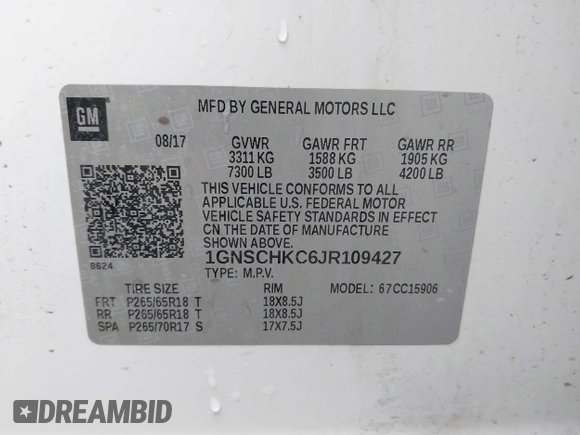 GM
®
MFD BY GENERAL MOTORS LLC
08/17 GVWR GAWR FRT GAWR RR
3311 KG 1588 KG 1905 KG
7300 LB 3500 LB 4200 LB
THIS VEHICLE CONFORMS TO ALL
APPLICABLE U.S. FEDERAL MOTOR
VEHICLE SAFETY STANDARDS IN EFFECT
ON THE DATE OF MANUFACTURE
SHOWN ABOVE.
8624
1GNSCHKC6JR109427
TYPE: M.P.V.
TIRE SIZE RIM MODEL: 67CC15906
FRT P265/65R18 T 18X8.5J
RR P265/65R18 T 18X8.5J
SPA P265/70R17 S 17X7.5J
DREAMBID